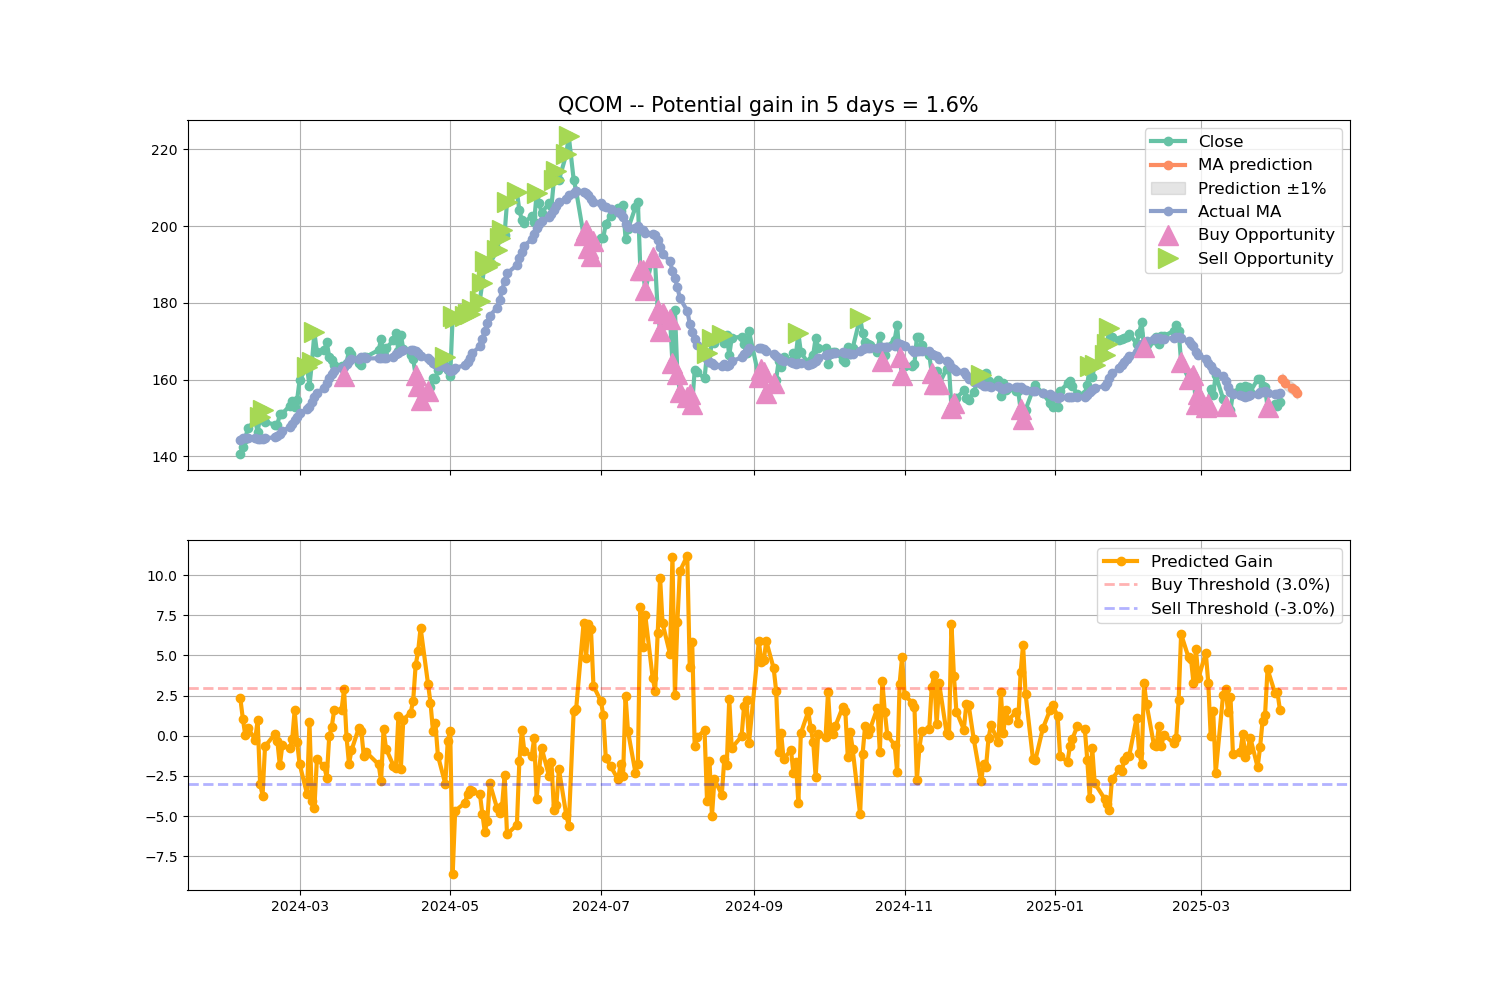 QCOM -- Potential gain in 5 days = 1.6%
220
200
180
160
140
Close
MA prediction
Prediction ±1%
Actual MA
Buy Opportunity
Sell Opportunity
10.0
7.5
5.0
2.5
0.0
−2.5
−5.0
−7.5
Predicted Gain
Buy Threshold (3.0%)
Sell Threshold (-3.0%)
2024-03
2024-05
2024-07
2024-09
2024-11
2025-01
2025-03